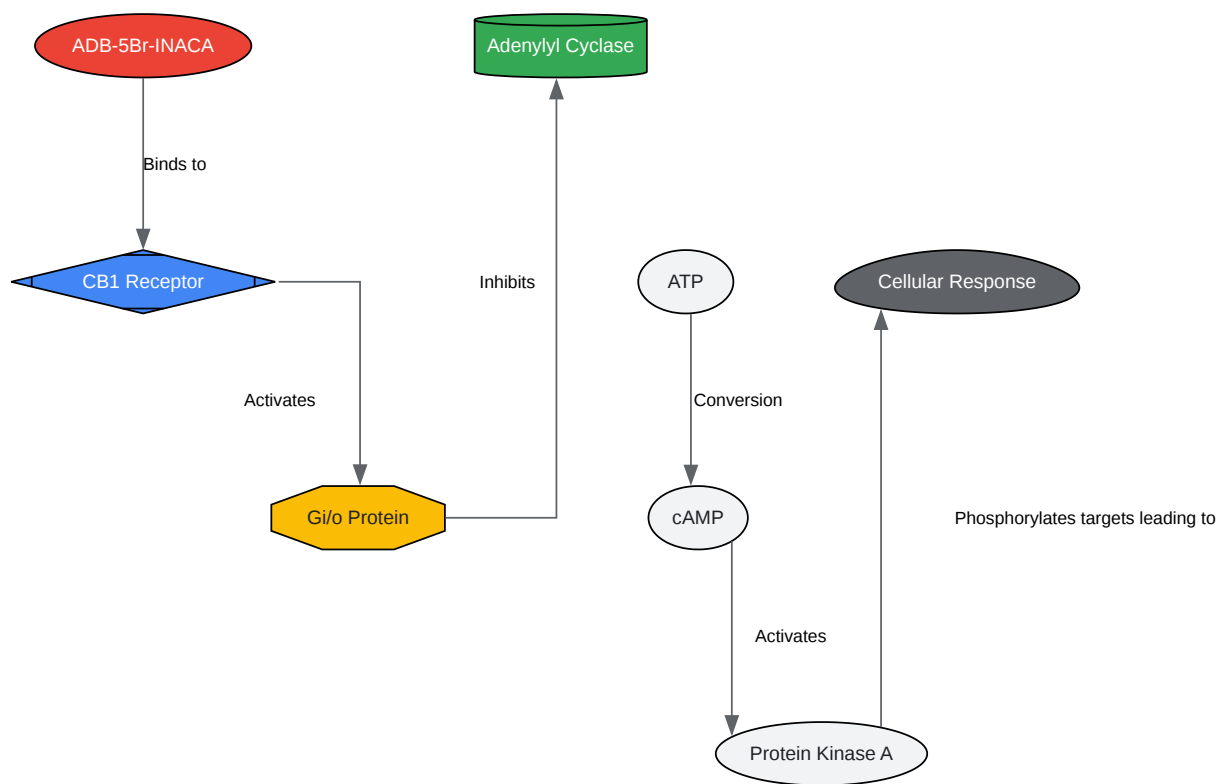 ADB-5Br-INACA
Adenylyl Cyclase
Binds to
CB1 Receptor
Inhibits
ATP
Cellular Response
Activates
Conversion
Gi/o Protein
cAMP
Phosphorylates targets leading to
Activates
Protein Kinase A